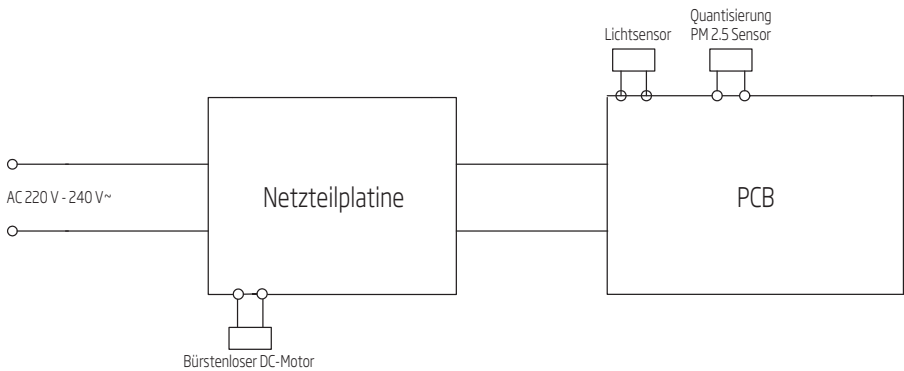 Quantisierung
Lichtsensor
PM 2.5 Sensor
AC 220 V - 240 V~
Netzteilplatine
PCB
Bürstenloser DC-Motor